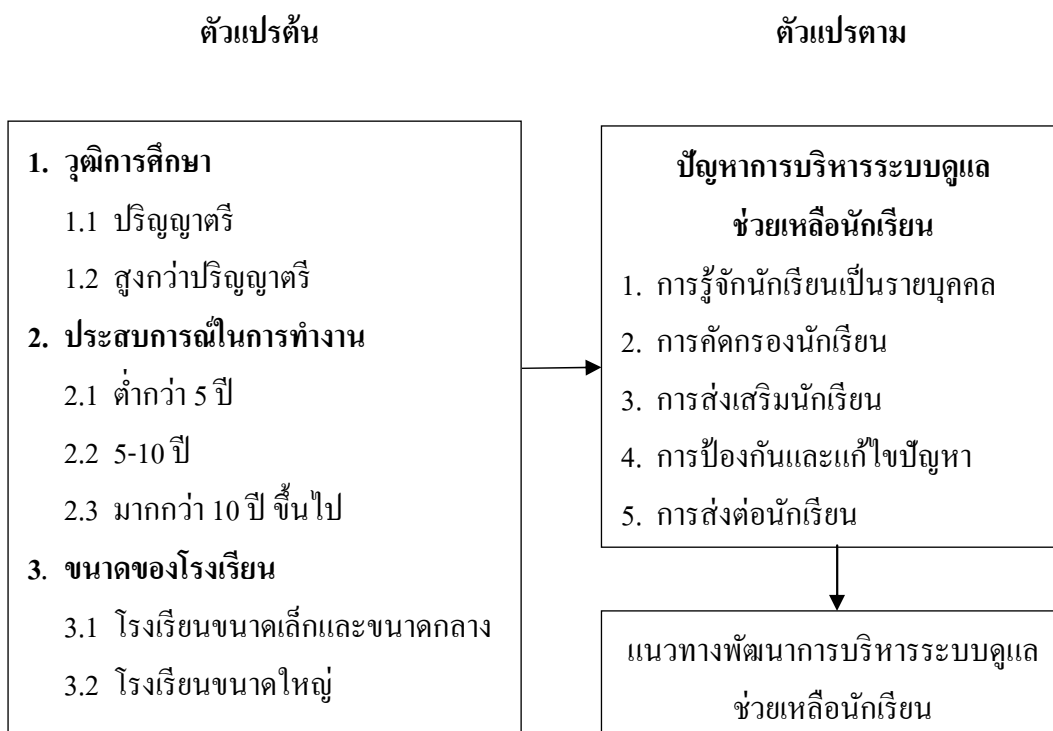 ตัวแปรต้น
ตัวแปรตาม
1. วุฒิการศึกษา
1.1 ปริญญาตรี
1.2 สูงกว่าปริญญาตรี
2. ประสบการณ์ในการทำงาน
2.1 ต่ำกว่า 5 ปี
2.2 5-10 ปี
2.3 มากกว่า 10 ปี ขึ้นไป
3. ขนาดของโรงเรียน
3.1 โรงเรียนขนาดเล็กและขนาดกลาง
3.2 โรงเรียนขนาดใหญ่
ปัญหาการบริหารระบบดูแล
ช่วยเหลือนักเรียน
1. การรู้จักนักเรียนเป็นรายบุคคล
2. การคัดกรองนักเรียน
3. การส่งเสริมนักเรียน
4. การป้องกันและแก้ไขปัญหา
5. การส่งต่อนักเรียน
แนวทางพัฒนาการบริหารระบบดูแล
ช่วยเหลือนักเรียน